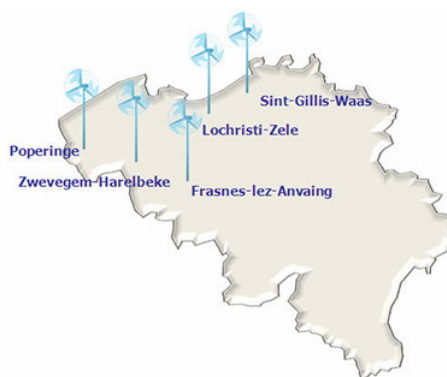 Sint-Gillis-Waas
Lochristi-Zele
Poperinge
Zwevegem-Harelbeke
Frasnes-lez-Anvaing